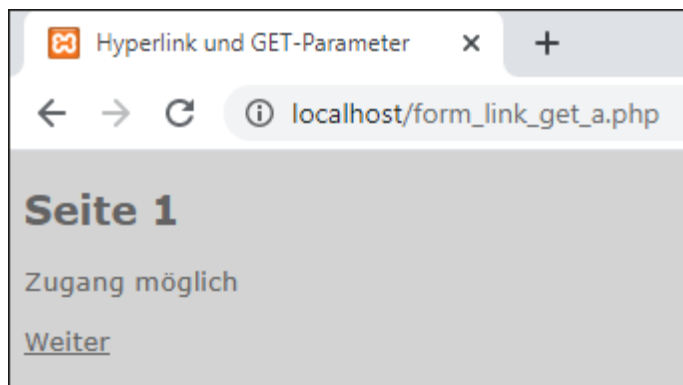 Hyperlink und GET-Parameter
localhost/form_link_get_a.php
Seite 1
Zugang möglich
Weiter